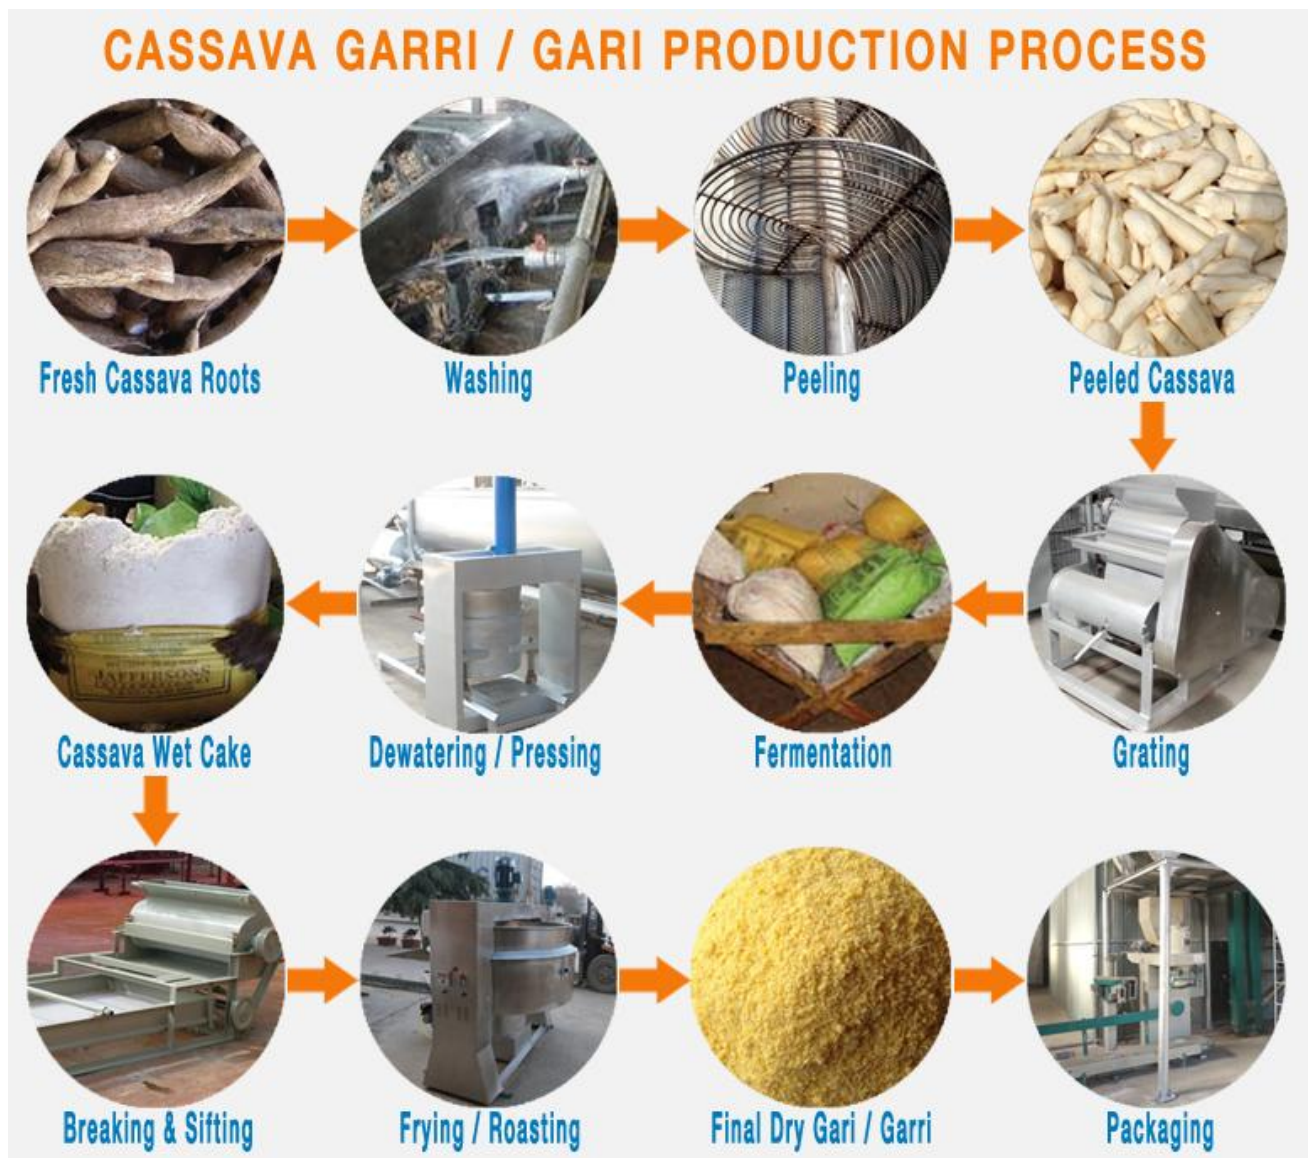 CASSAVA GARRI / GARI PRODUCTION PROCESS
Fresh Cassava Roots
Washing
Peeling
Peeled Cassava
Grating
Fermentation
Dewatering / Pressing
Cassava Wet Cake
Breaking & Sifting
Frying / Roasting
Final Dry Gari / Garri
Packaging